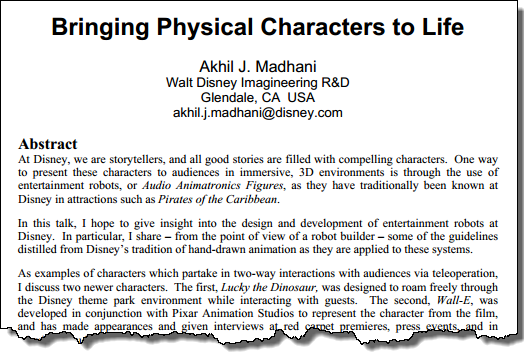 Bringing Physical Characters to Life
Akhil J. Madhani
Walt Disney Imagineering R&D
Glendale, CA USA
akhil.j.madhani@disney.com
Abstract
At Disney, we are storytellers, and all good stories are filled with compelling characters. One way
to present these characters to audiences in immersive, 3D environments is through the use of
entertainment robots, or Audio Animatronics Figures, as they have traditionally been known at
Disney in attractions such as Pirates of the Caribbean.
In this talk, I hope to give insight into the design and development of entertainment robots at
Disney. In particular, I share – from the point of view of a robot builder – some of the guidelines
distilled from Disney's tradition of hand-drawn animation as they are applied to these systems.
As examples of characters which partake in two-way interactions with audiences via teleoperation,
I discuss two newer characters. The first, Lucky the Dinosaur, was designed to roam freely through
the Disney theme park environment while interacting with guests. The second, Wall-E, was
developed in conjunction with Pixar Animation Studios to represent the character from the film,
and has made appearances and given interviews at red carpet premieres, press events, and in